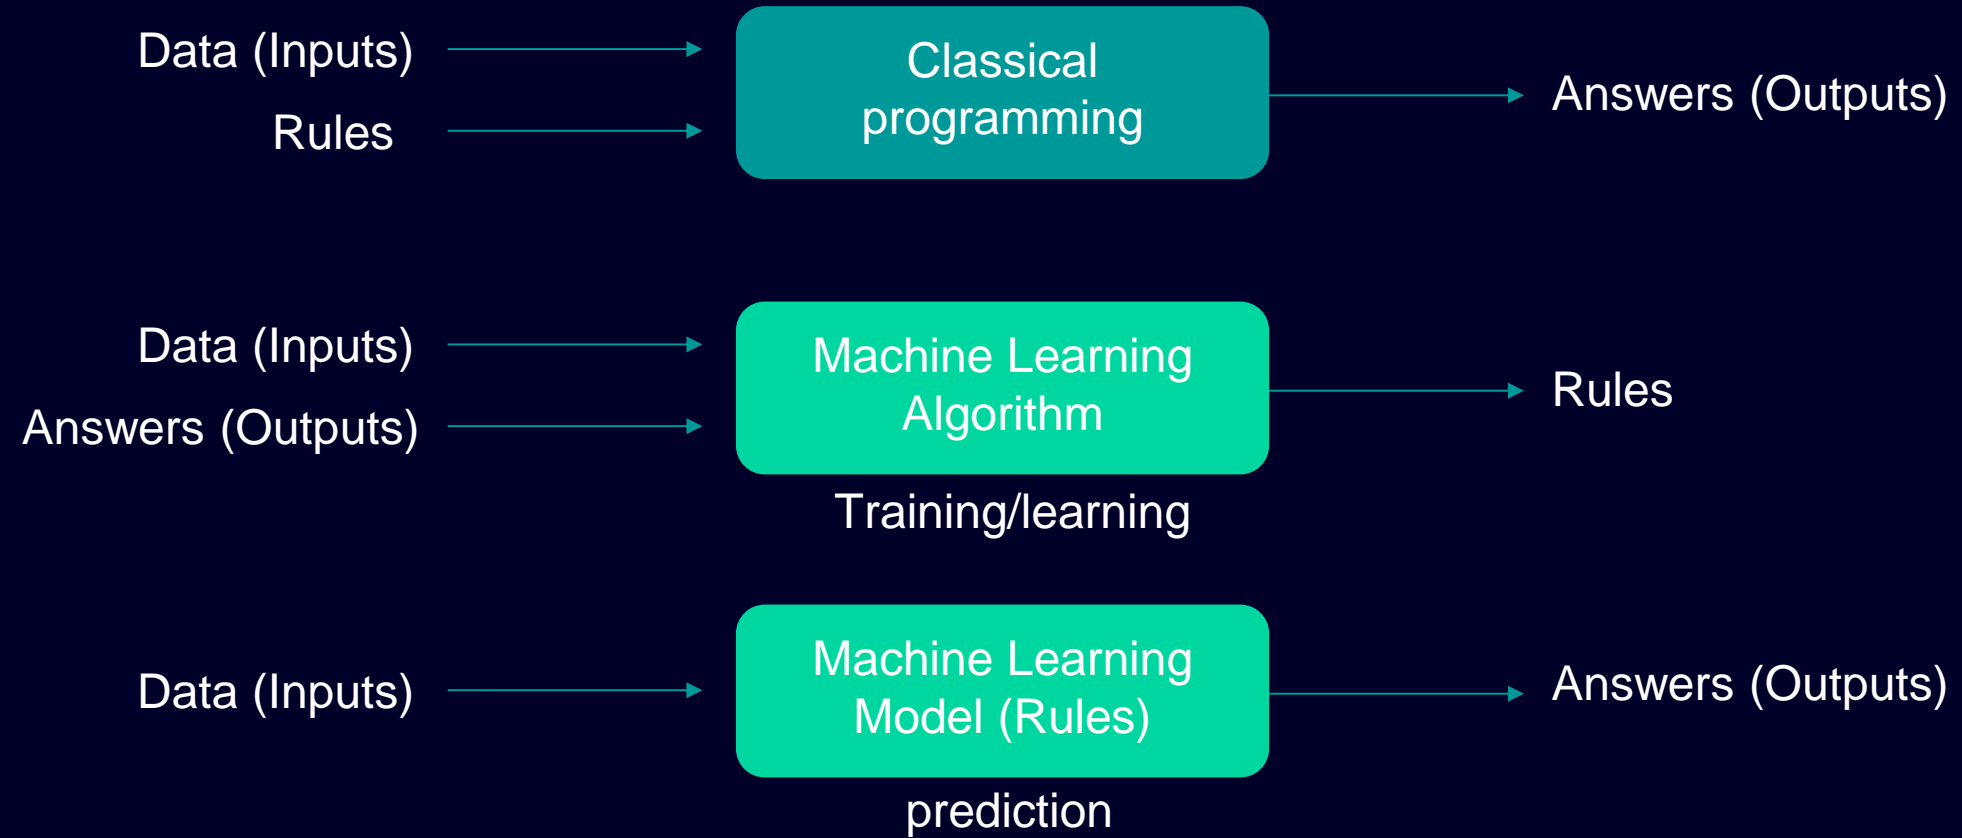 Data (Inputs)
Rules
Classical
programming
Answers (Outputs)
Data (Inputs)
Answers (Outputs)
Machine Learning
Algorithm
Training/learning
Rules
Data (Inputs)
Machine Learning
Model (Rules)
prediction
Answers (Outputs)